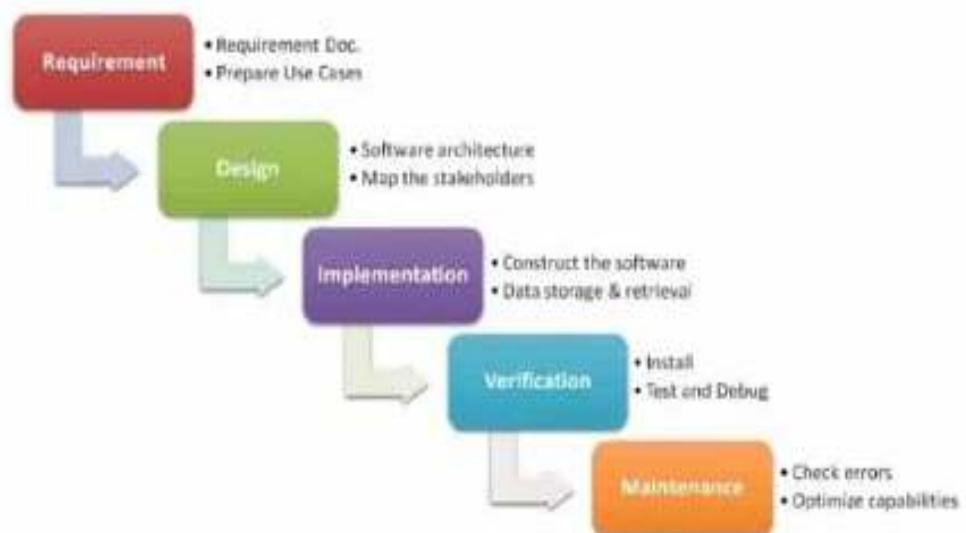 Requirement
• Requirement Doc.
• Prepare Use Cases
Design
• Software architecture
• Map the stakeholders
Implementation
• Construct the software
• Data storage & retrieval
Verification
• Install
• Test and Debug
Maintenance
• Check errors
• Optimize capabilities